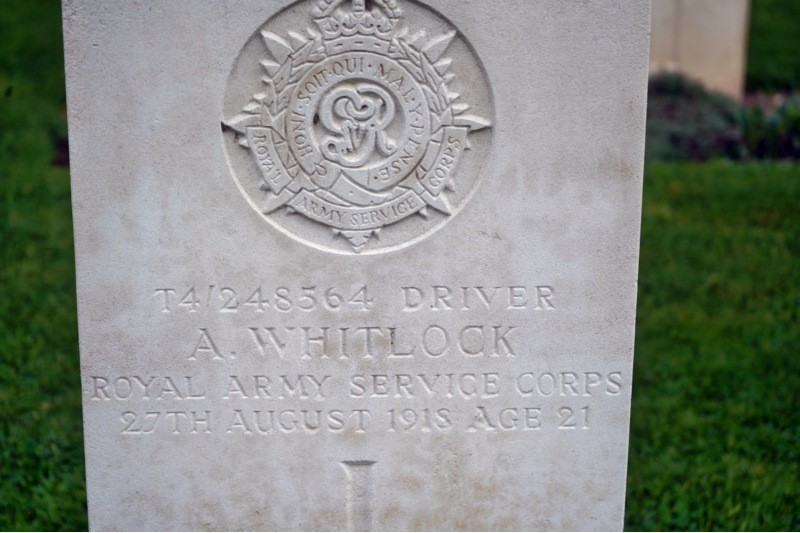 HONI · SOIT · QUI · MAL · Y · PENSE
GR
ROYAL ARMY SERVICE CORPS
T4/248564 DRIVER
A. WHITLOCK
ROYAL ARMY SERVICE CORPS
27TH AUGUST 1918 AGE 21